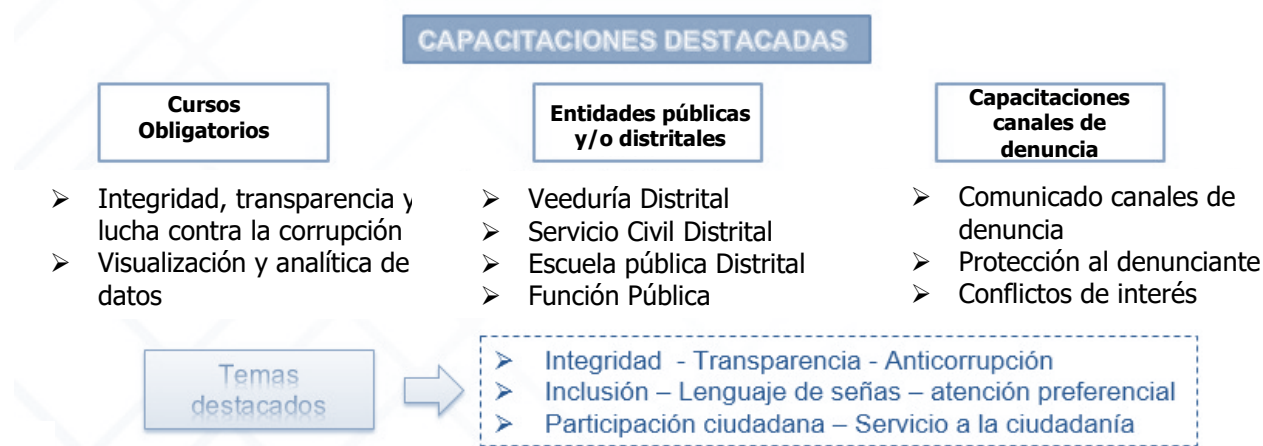 CAPACITACIONES DESTACADAS
Cursos
Obligatorios
➢ Integridad, transparencia y
lucha contra la corrupción
➢ Visualización y analítica de
datos
Entidades públicas
y/o distritales
➢ Veeduría Distrital
➢ Servicio Civil Distrital
➢ Escuela pública Distrital
➢ Función Pública
Capacitaciones
canales de
denuncia
➢ Comunicado canales de
denuncia
➢ Protección al denunciante
➢ Conflictos de interés
Temas
destacados
➢ Integridad - Transparencia - Anticorrupción
➢ Inclusión – Lenguaje de señas – atención preferencial
➢ Participación ciudadana – Servicio a la ciudadanía